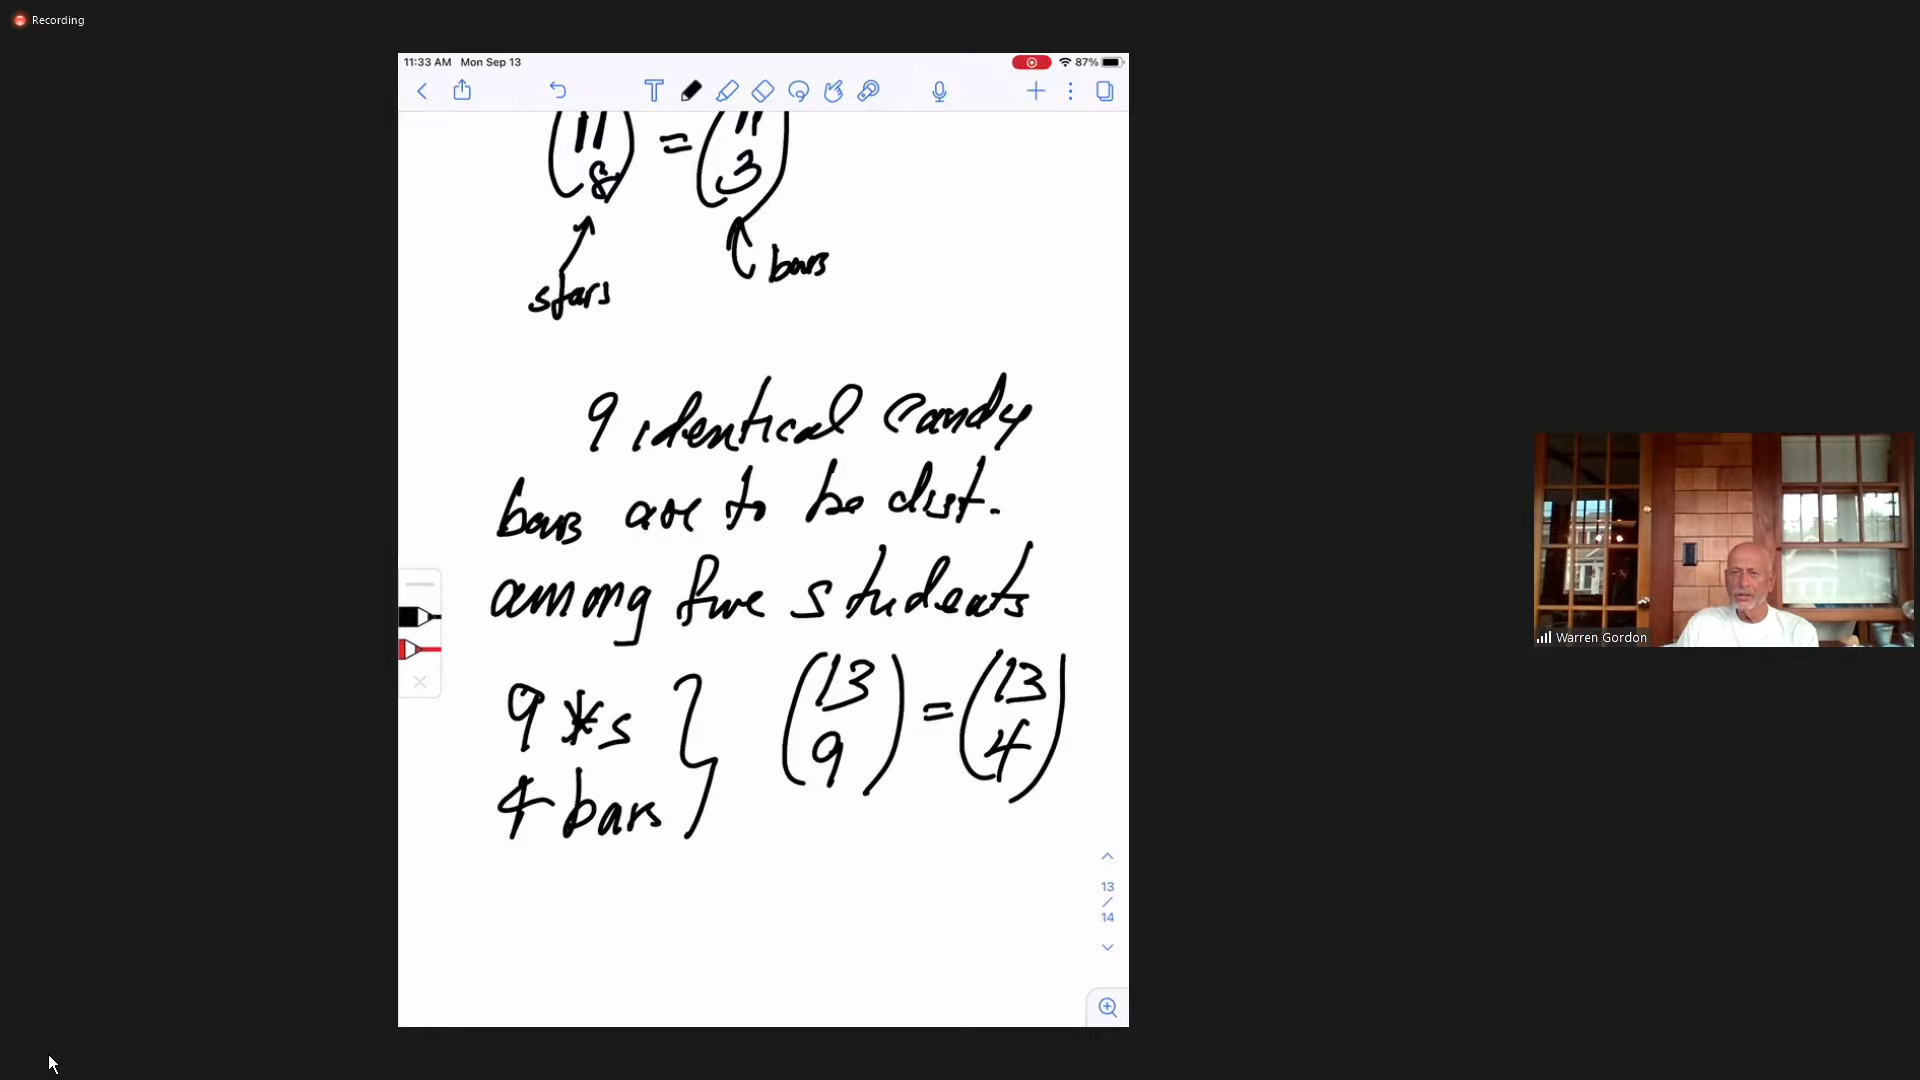 Recording
11:33 AM Mon Sep 13
87%
T
(11 8) = (11 3)
stars
bars
9 identical candy
bars are to be dist.
among five students
9 *s } (13 9) = (13 4)
4 bars
13
/
14
Warren Gordon